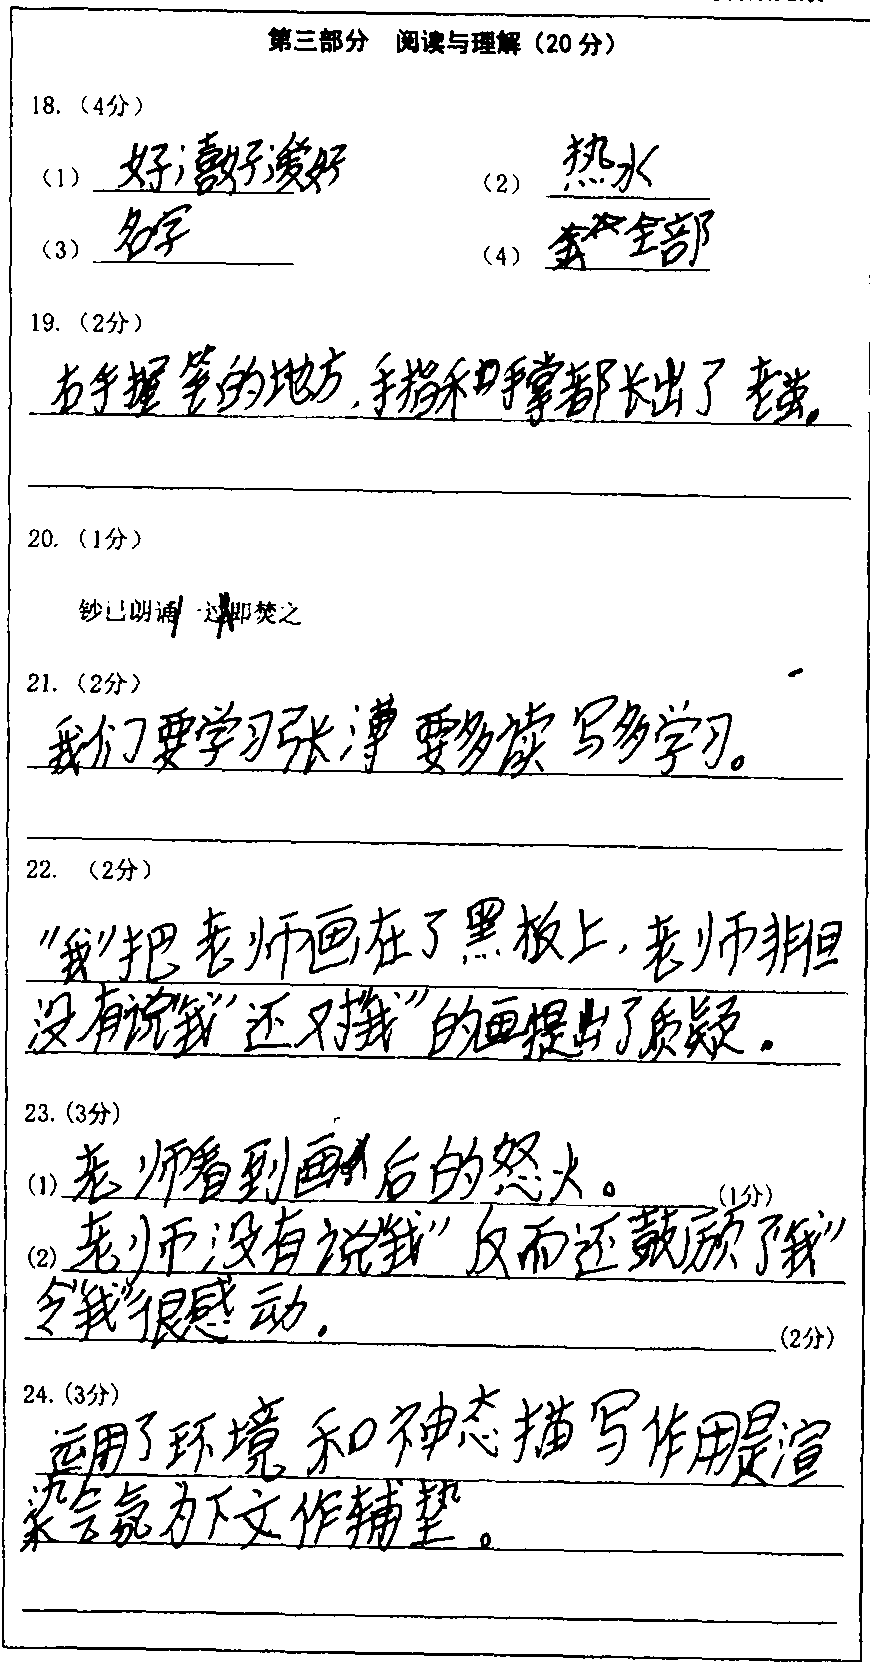 第三部分 阅读与理解（20分）
18.（4分）
（1）好：喜好 爱好 （2）热水
（3）名字 （4）全部
19.（2分）
右手握笔的地方，手指和手掌都长出了老茧。
20.（1分）
钞已朗诵/一过/即焚之
21.（2分）
我们要学习张溥要多读写多学习。
22. （2分）
"我"把老师画在了黑板上，老师非但
没有说"我"还对"我"的画提出了质疑。
23.(3分)
(1)老师看到画后的怒火。(1分)
(2)老师没有说"我"反而还鼓励了"我"
令"我"很感动。(2分)
24.(3分)
运用了环境和神态描写作用是渲
染气氛为下文作辅垫。